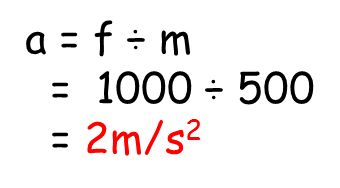 a = f ÷ m
= 1000 ÷ 500
= 2m/s²